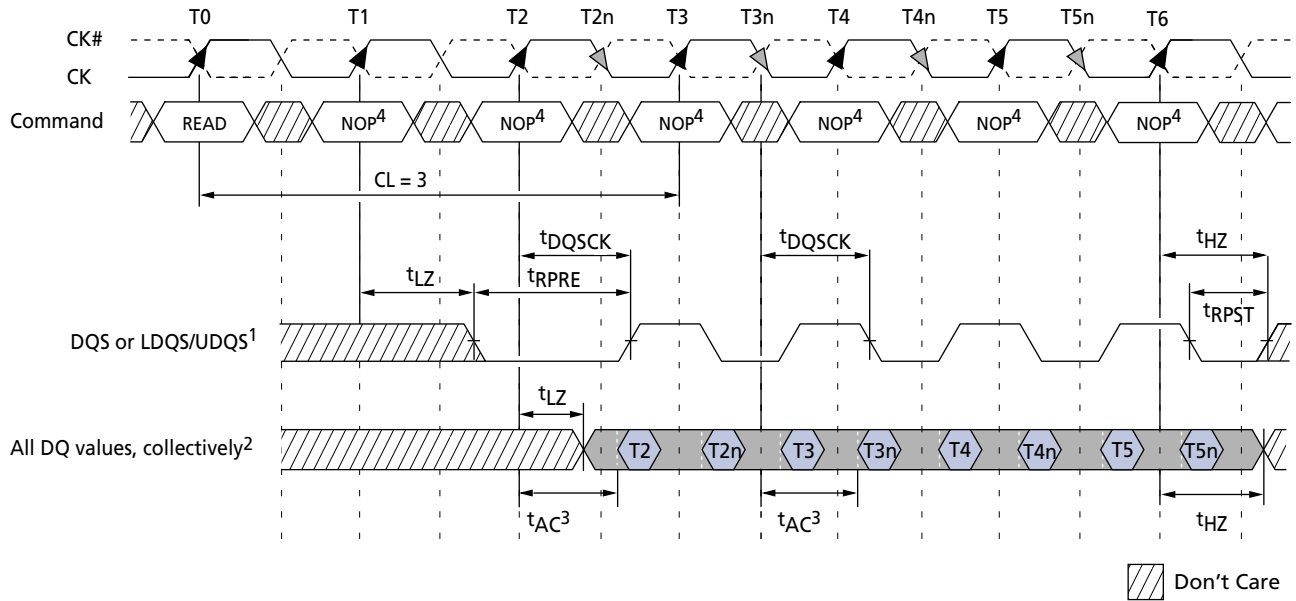 T0 T1 T2 T2n T3 T3n T4 T4n T5 T5n T6
CK#
CK
Command READ NOP4 NOP4 NOP4 NOP4 NOP4 NOP4
CL = 3
tDQSCK tDQSCK tHZ
tLZ tRPRE
tRPST
DQS or LDQS/UDQS1
tLZ
All DQ values, collectively2 T2 T2n T3 T3n T4 T4n T5 T5n
tAC3 tAC3 tHZ
Don't Care